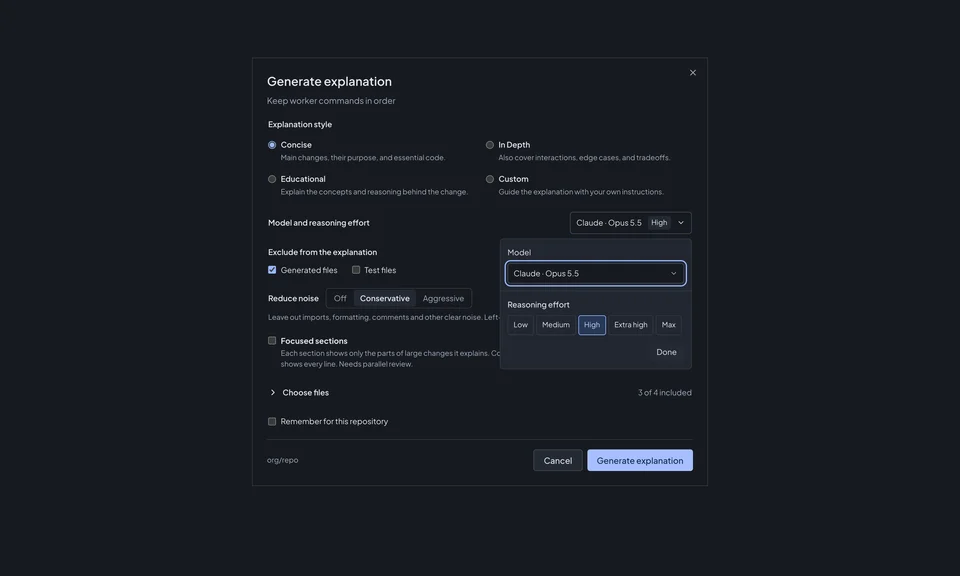 Generate explanation
Keep worker commands in order
Explanation style
Concise
Main changes, their purpose, and essential code.
In Depth
Also cover interactions, edge cases, and tradeoffs.
Educational
Explain the concepts and reasoning behind the change.
Custom
Guide the explanation with your own instructions.
Model and reasoning effort
Claude · Opus 5.5 High
Exclude from the explanation
Generated files
Test files
Model
Claude · Opus 5.5
Reduce noise
Off Conservative Aggressive
Leave out imports, formatting, comments and other clear noise. Left-
Reasoning effort
Low Medium High Extra high Max
Done
Focused sections
Each section shows only the parts of large changes it explains.
shows every line. Needs parallel review.
Choose files
3 of 4 included
Remember for this repository
org/repo
Cancel
Generate explanation